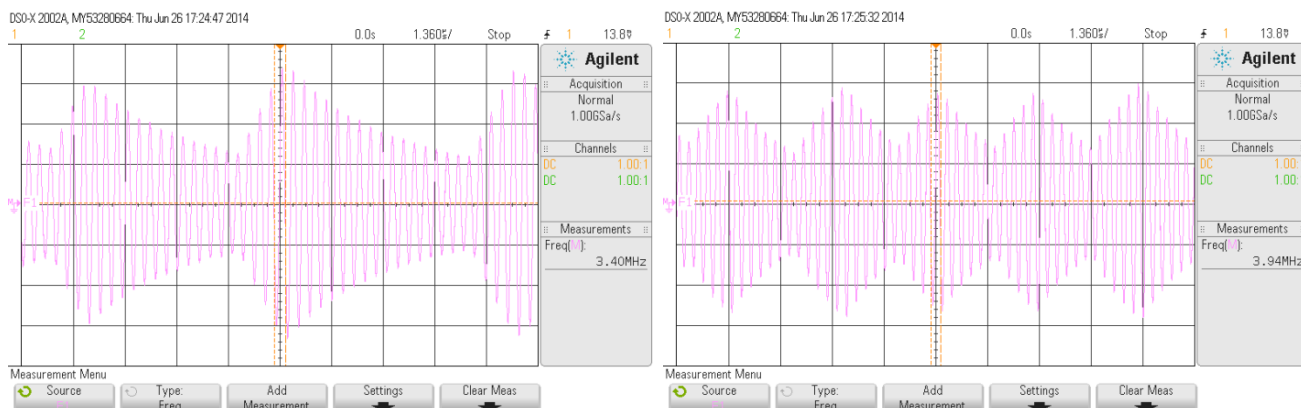 DSO-X 2002A, MY53280664: Thu Jun 26 17:24:47 2014
1 2 0.0s 1.360%/ Stop 1 13.8V
Agilent
Acquisition
Normal
1.00GSa/s
Channels
DC 1.00:1
DC 1.00:1
Measurements
Freq(M):
3.40MHz
M F1
Measurement Menu
Source
Type:
Freq
Add
Measurement
Settings
Clear Meas
DSO-X 2002A, MY53280664: Thu Jun 26 17:25:32 2014
1 2 0.0s 1.360%/ Stop 1 13.8V
Agilent
Acquisition
Normal
1.00GSa/s
Channels
DC 1.00:
DC 1.00:
Measurements
Freq(M):
3.94MHz
M F1
Measurement Menu
Source
Type:
Freq
Add
Measurement
Settings
Clear Meas